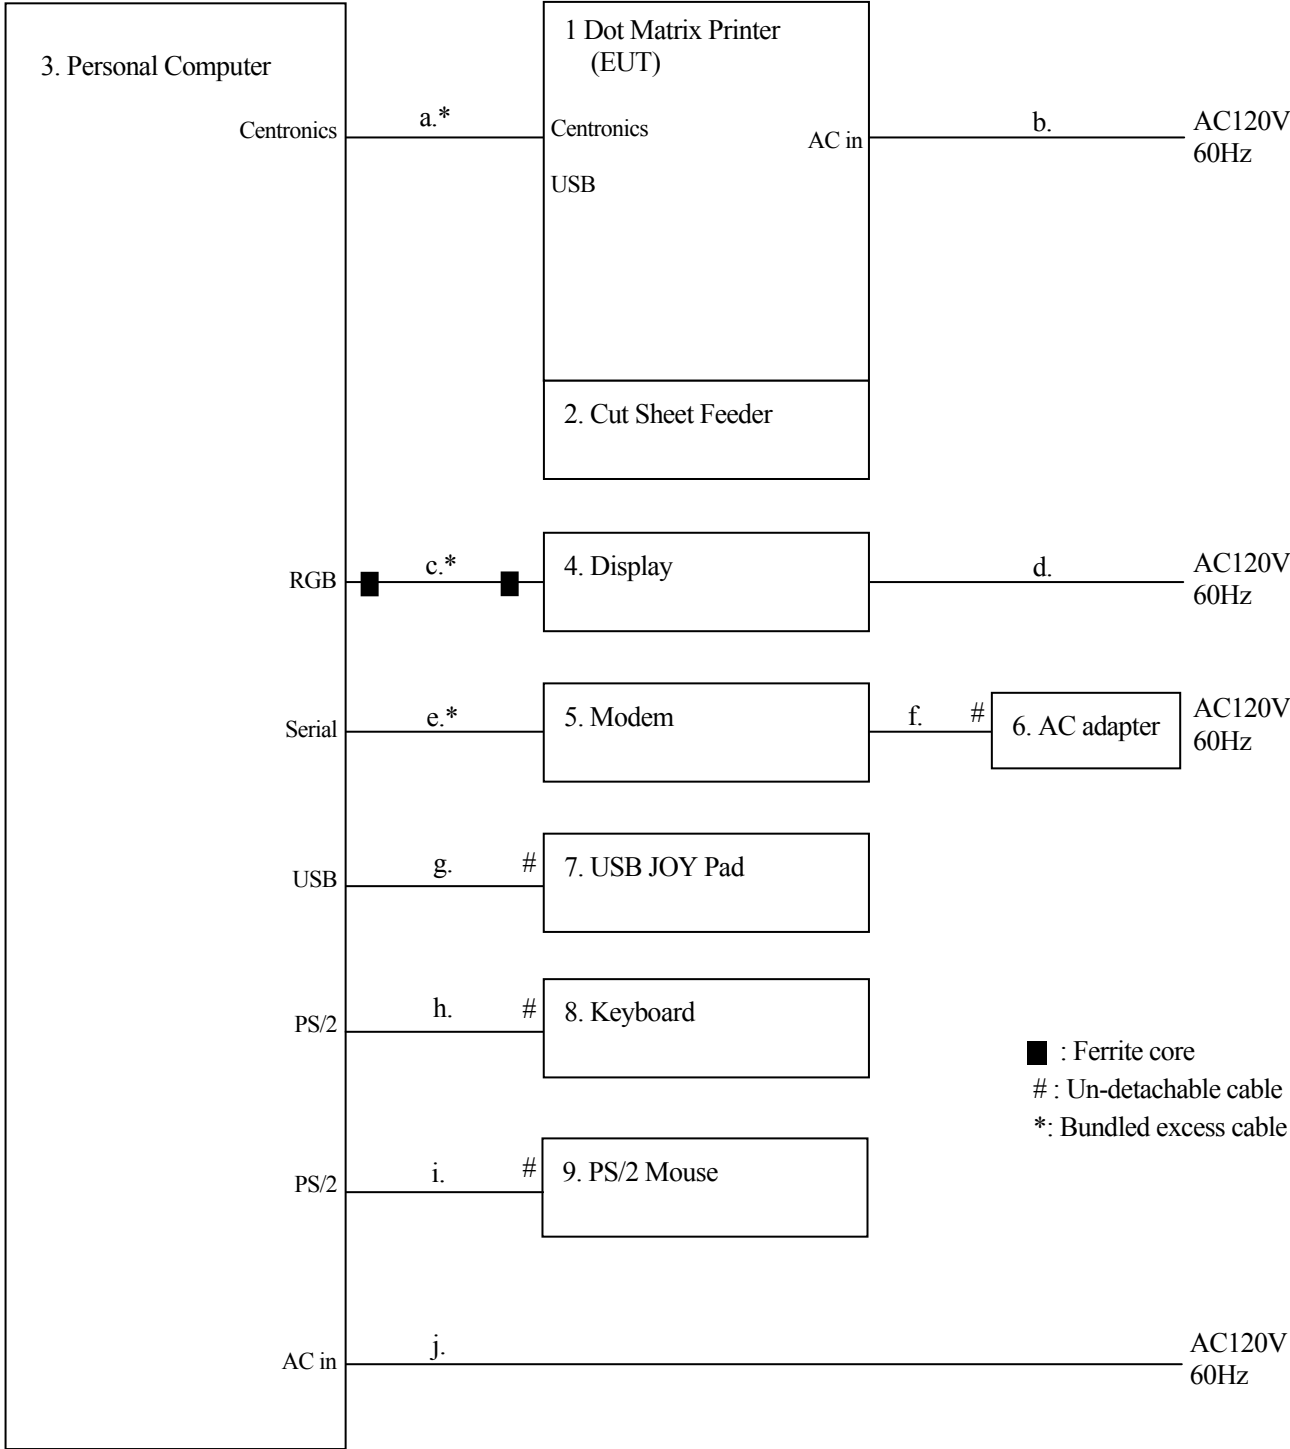 3. Personal Computer
1 Dot Matrix Printer
(EUT)
Centronics
a.*
Centronics
AC in
b.
AC120V
60Hz
USB
2. Cut Sheet Feeder
RGB
c.*
4. Display
d.
AC120V
60Hz
Serial
e.*
5. Modem
f.
#
6. AC adapter
AC120V
60Hz
USB
g.
#
7. USB JOY Pad
PS/2
h.
#
8. Keyboard
: Ferrite core
# : Un-detachable cable
*: Bundled excess cable
PS/2
i.
#
9. PS/2 Mouse
AC in
j.
AC120V
60Hz